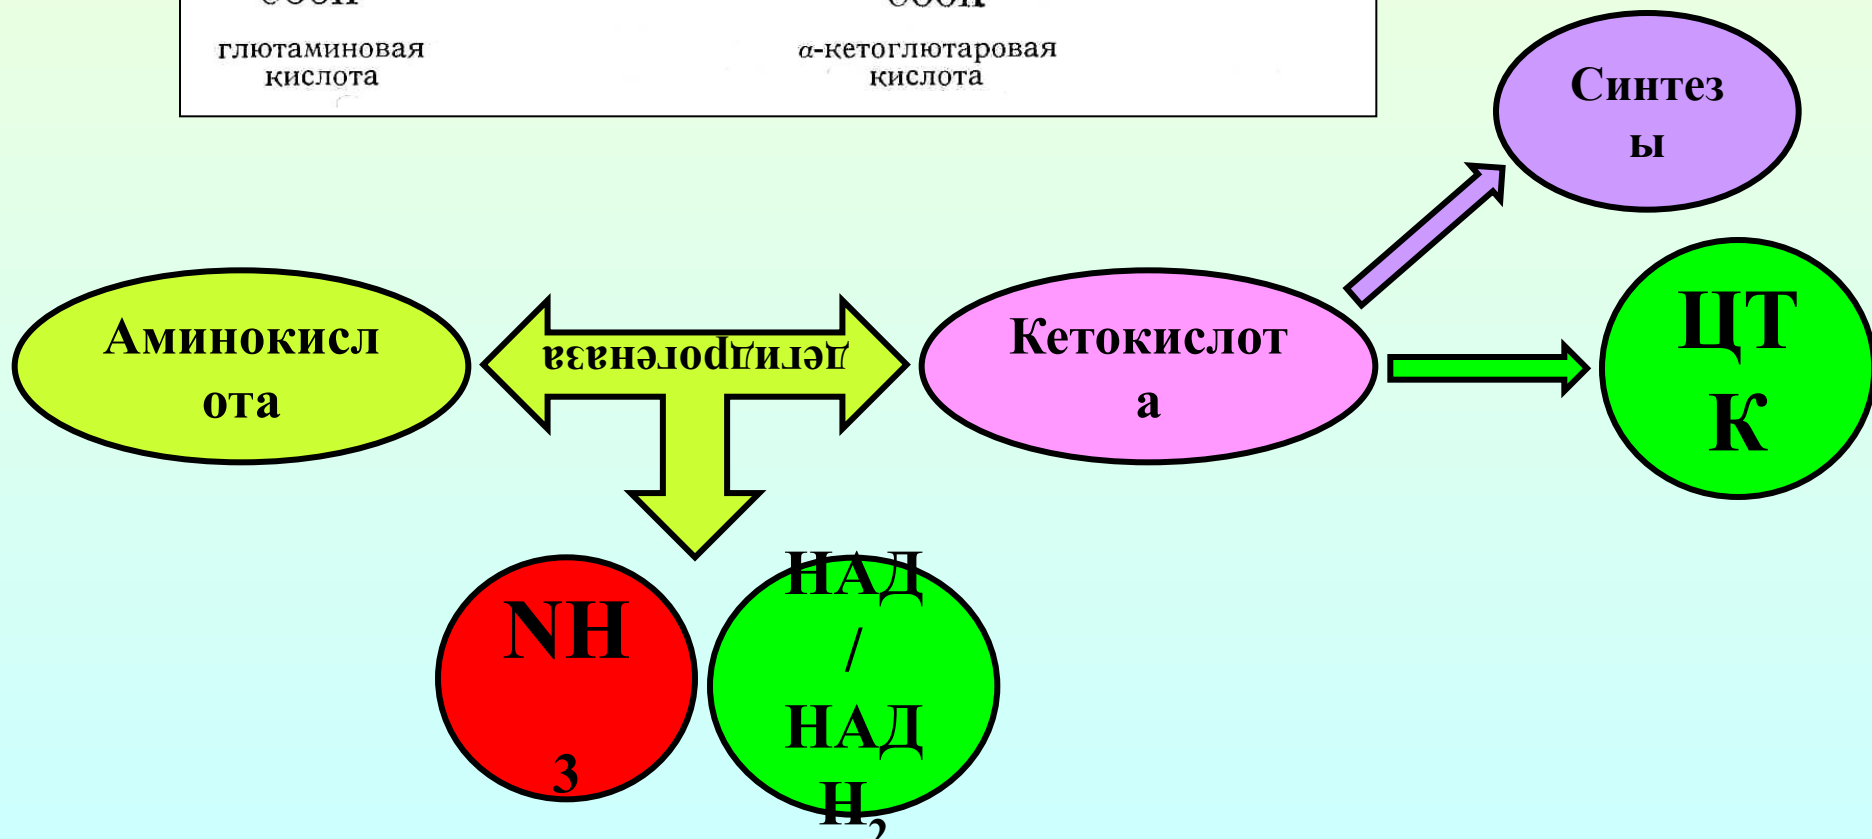 глютаминовая
кислота
α-кетоглютаровая
кислота
Синтез
ы
Аминокисл
ота
дегидрогеназа
Кетокислот
а
ЦТ
К
NH
3
НАД
/
НАД
Н2